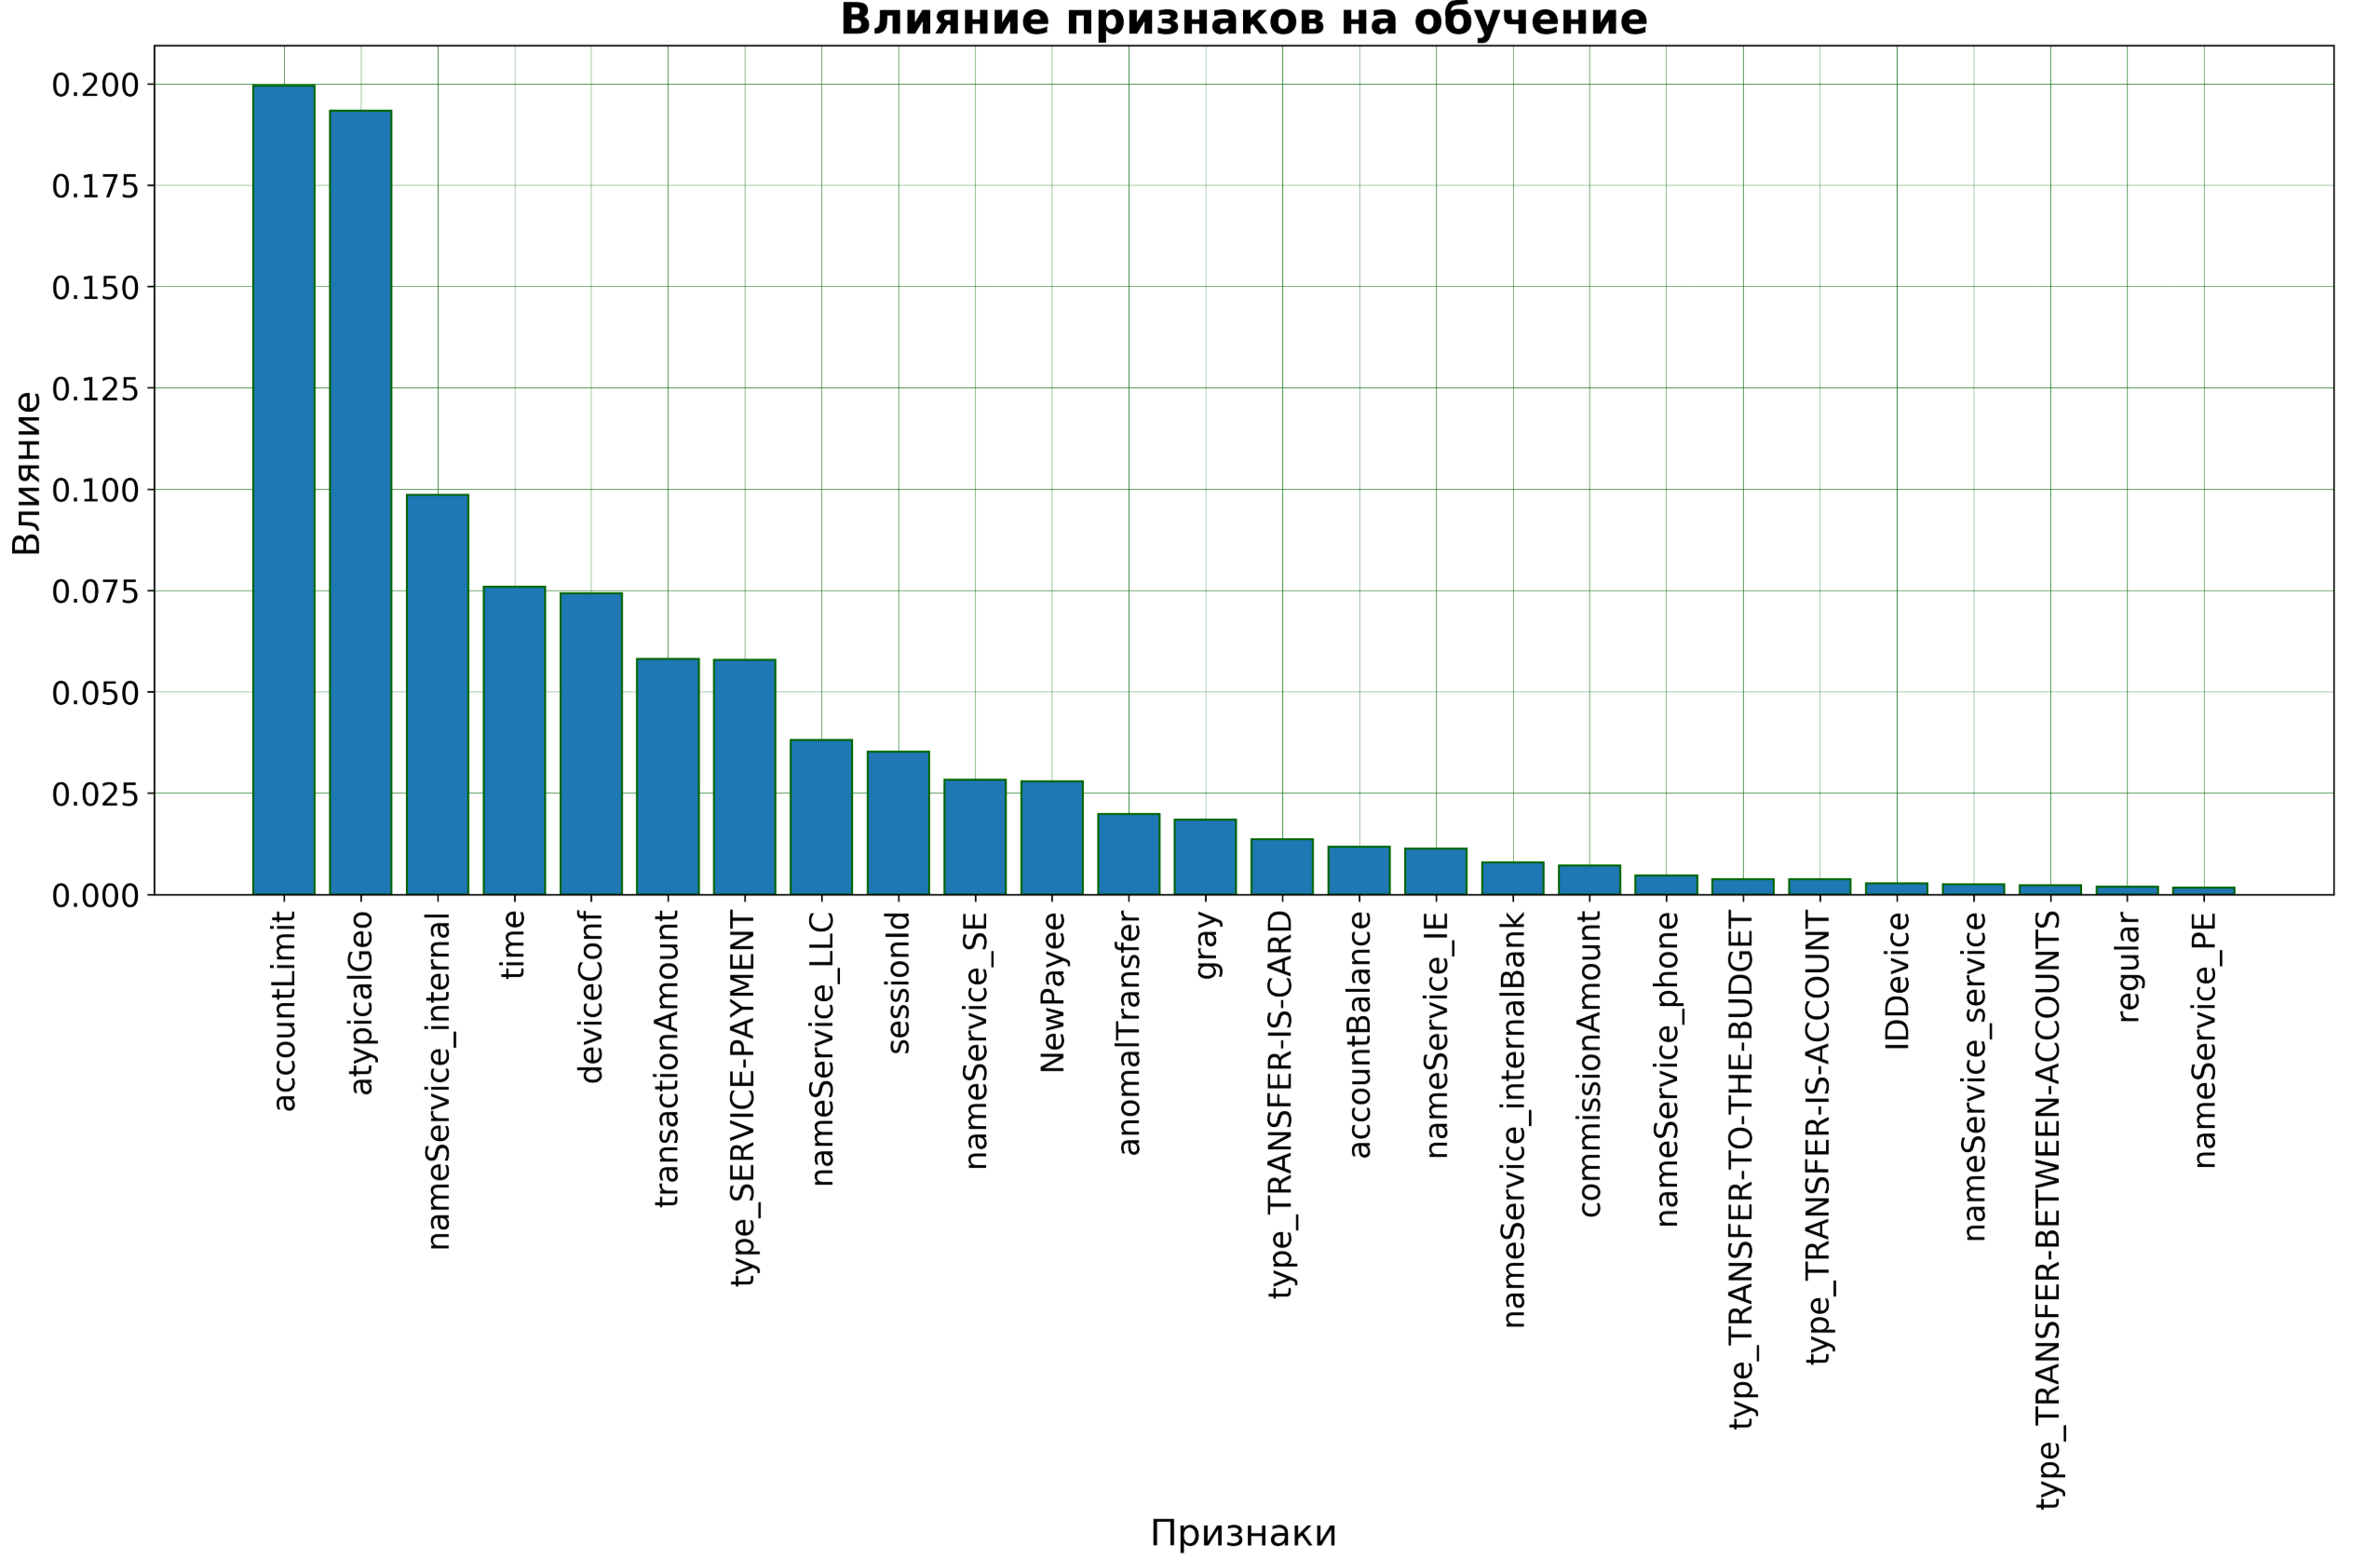 Влияние признаков на обучение
Влияние
0.200
0.175
0.150
0.125
0.100
0.075
0.050
0.025
0.000
accountLimit
atypicalGeo
nameService_internal
time
deviceConf
transactionAmount
type_SERVICE-PAYMENT
nameService_LLC
sessionId
nameService_SE
NewPayee
anomalTransfer
gray
type_TRANSFER-IS-CARD
accountBalance
nameService_IE
nameService_internalBank
commissionAmount
nameService_phone
type_TRANSFER-TO-THE-BUDGET
type_TRANSFER-IS-ACCOUNT
IDDevice
nameService_service
type_TRANSFER-BETWEEN-ACCOUNTS
regular
nameService_PE
Признаки